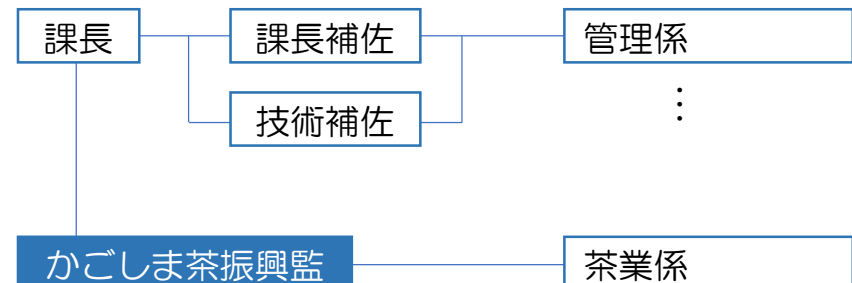 課長
課長補佐
管理係
技術補佐
⋮
かごしま茶振興監
茶業係